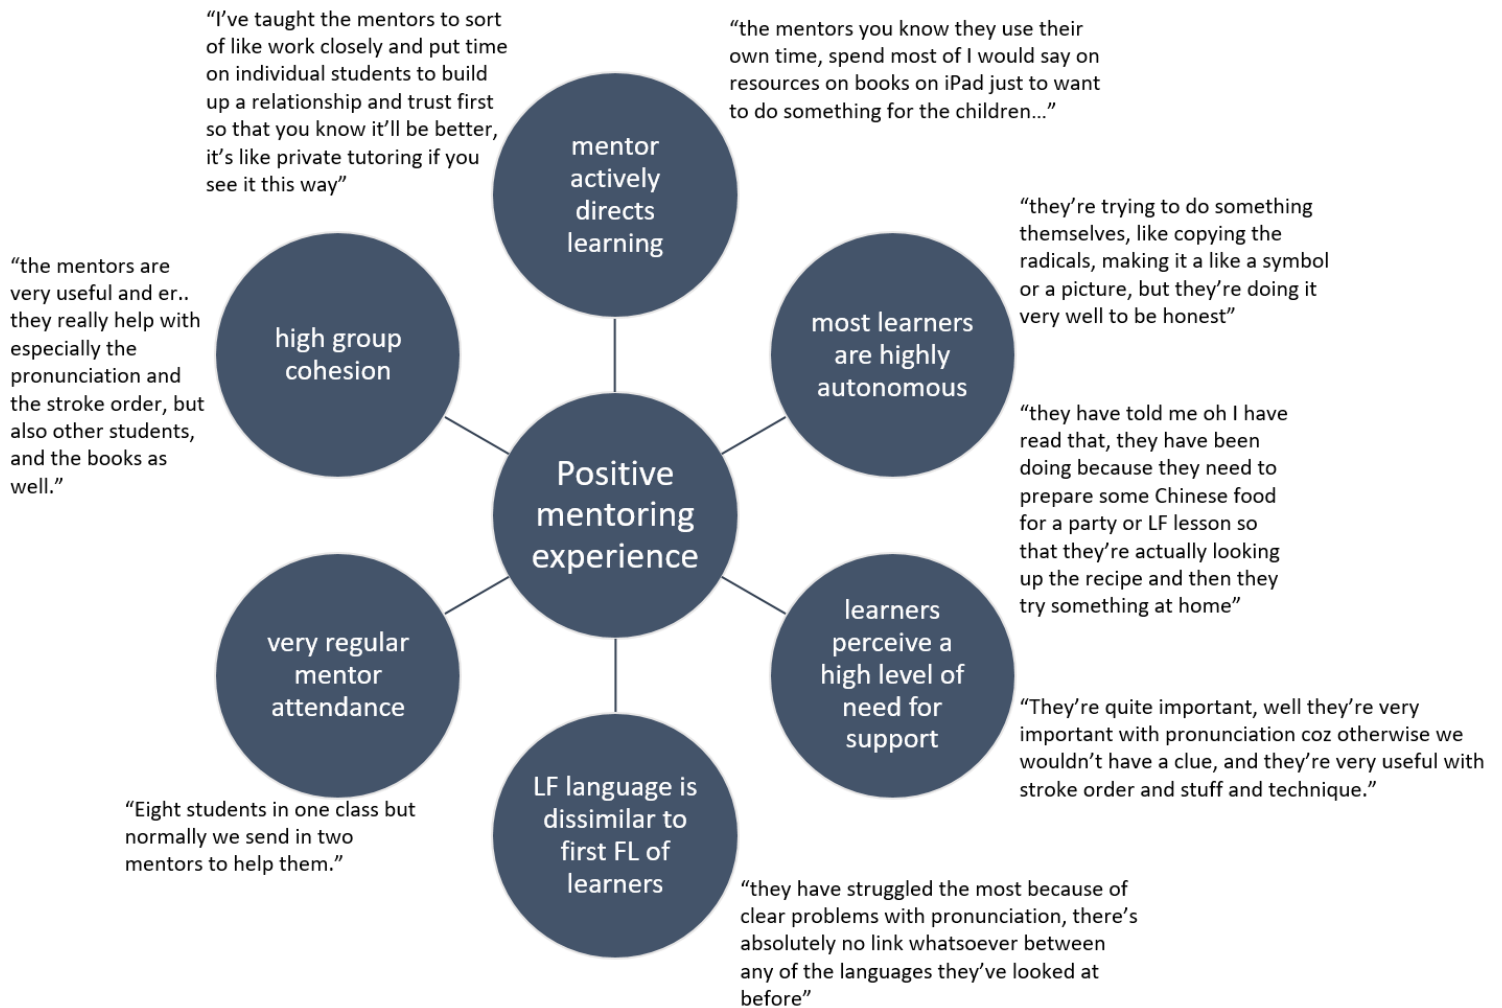 “I’ve taught the mentors to sort
of like work closely and put time
on individual students to build
up a relationship and trust first
so that you know it’ll be better,
it’s like private tutoring if you
see it this way”
“the mentors you know they use their
own time, spend most of I would say on
resources on books on iPad just to want
to do something for the children…”
mentor
actively
directs
learning
“they’re trying to do something
themselves, like copying the
radicals, making it a like a symbol
or a picture, but they’re doing it
very well to be honest”
“the mentors are
very useful and er..
they really help with
especially the
pronunciation and
the stroke order, but
also other students,
and the books as
well.”
high group
cohesion
most learners
are highly
autonomous
“they have told me oh I have
read that, they have been
doing because they need to
prepare some Chinese food
for a party or LF lesson so
that they’re actually looking
up the recipe and then they
try something at home”
Positive
mentoring
experience
very regular
mentor
attendance
learners
perceive a
high level of
need for
support
“They’re quite important, well they’re very
important with pronunciation coz otherwise we
wouldn’t have a clue, and they’re very useful with
stroke order and stuff and technique.”
“Eight students in one class but
normally we send in two
mentors to help them.”
LF language is
dissimilar to
first FL of
learners
“they have struggled the most because of
clear problems with pronunciation, there’s
absolutely no link whatsoever between
any of the languages they’ve looked at
before”